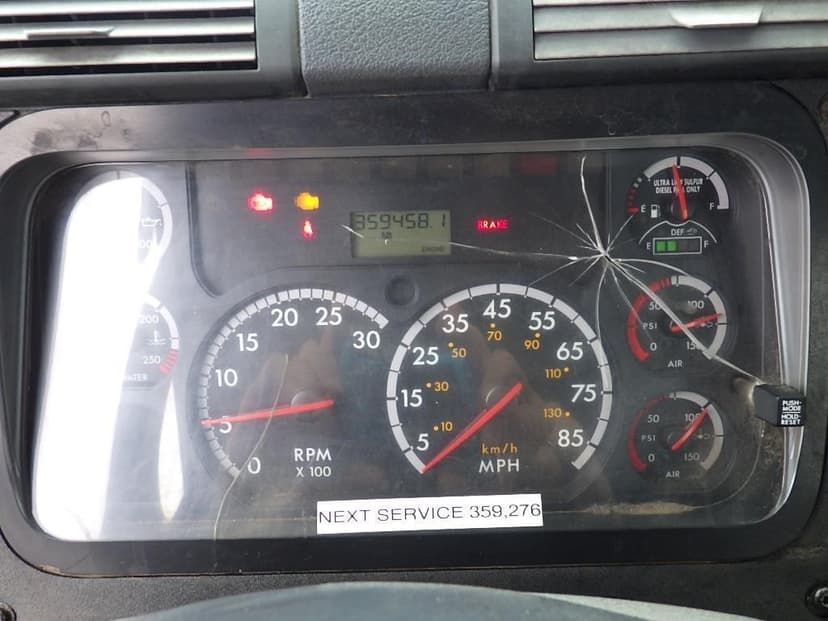 359458.1
BRAKE
ULTRA LOW SULFUR
DIESEL FUEL ONLY
E F
DEF
E F
200
250
50 100
PSI
0 150
AIR
50 100
PSI
0 150
AIR
0 5 10 15 20 25 30
RPM
X 100
5 15 25 35 45 55 65 75 85
10 30 50 70 90 110 130
km/h
MPH
PUSH-
MODE
HOLD-
RESET
NEXT SERVICE 359,276